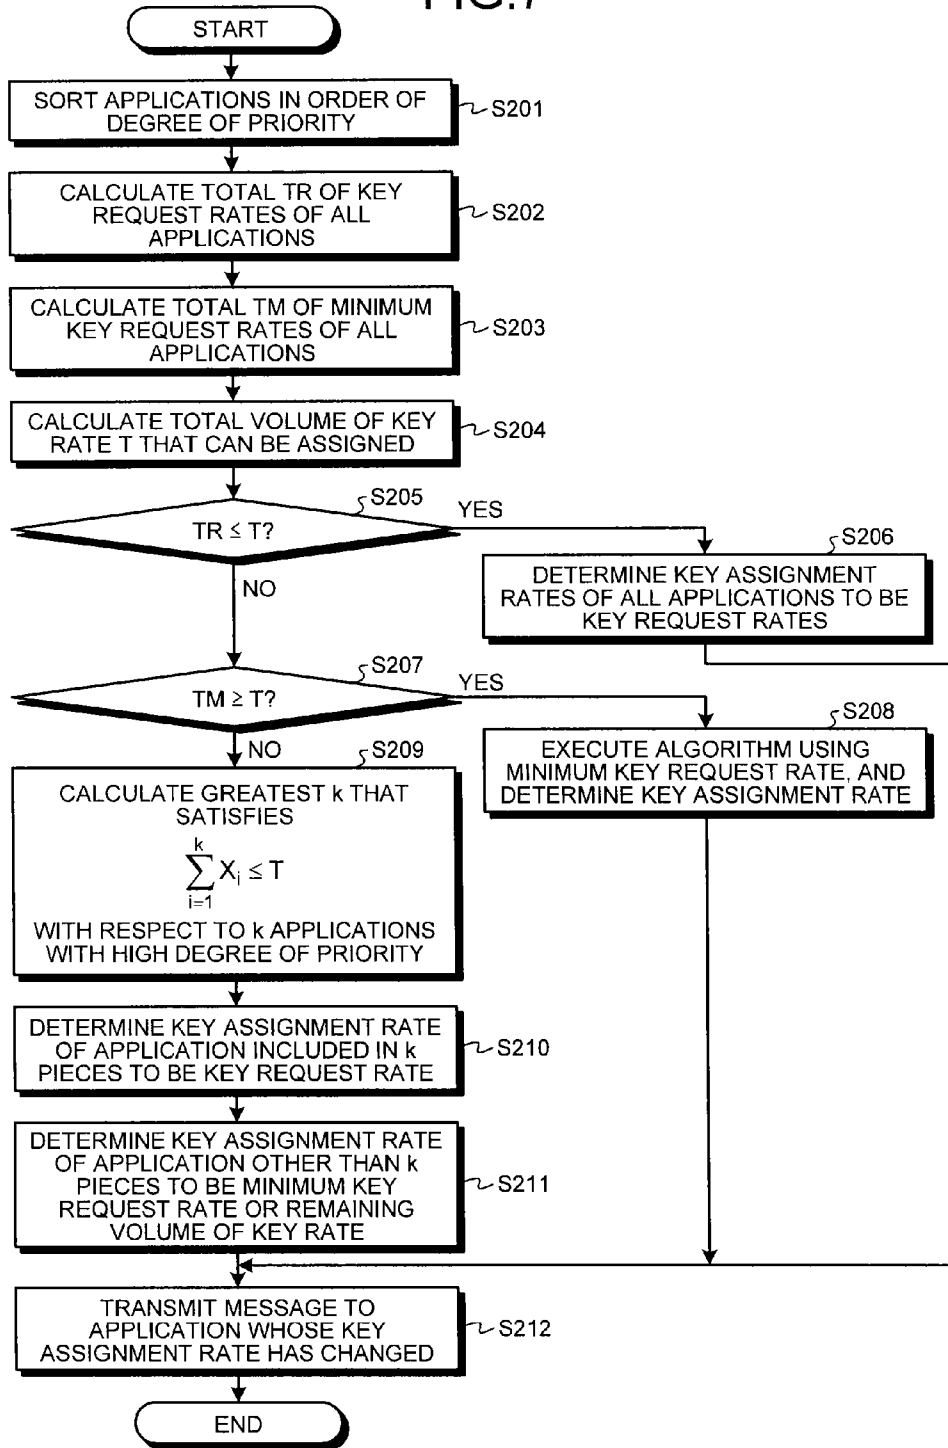 FIG.7
START
SORT APPLICATIONS IN ORDER OF
DEGREE OF PRIORITY
S201
CALCULATE TOTAL TR OF KEY
REQUEST RATES OF ALL
APPLICATIONS
S202
CALCULATE TOTAL TM OF MINIMUM
KEY REQUEST RATES OF ALL
APPLICATIONS
S203
CALCULATE TOTAL VOLUME OF KEY
RATE T THAT CAN BE ASSIGNED
S204
S205
TR ≤ T?
YES
NO
S206
DETERMINE KEY ASSIGNMENT
RATES OF ALL APPLICATIONS TO BE
KEY REQUEST RATES
S207
TM ≥ T?
YES
NO
S208
EXECUTE ALGORITHM USING
MINIMUM KEY REQUEST RATE, AND
DETERMINE KEY ASSIGNMENT RATE
S209
CALCULATE GREATEST k THAT
SATISFIES
k
∑ Xi ≤ T
i=1
WITH RESPECT TO k APPLICATIONS
WITH HIGH DEGREE OF PRIORITY
DETERMINE KEY ASSIGNMENT RATE
OF APPLICATION INCLUDED IN k
PIECES TO BE KEY REQUEST RATE
S210
DETERMINE KEY ASSIGNMENT RATE
OF APPLICATION OTHER THAN k
PIECES TO BE MINIMUM KEY
REQUEST RATE OR REMAINING
VOLUME OF KEY RATE
S211
TRANSMIT MESSAGE TO
APPLICATION WHOSE KEY
ASSIGNMENT RATE HAS CHANGED
S212
END